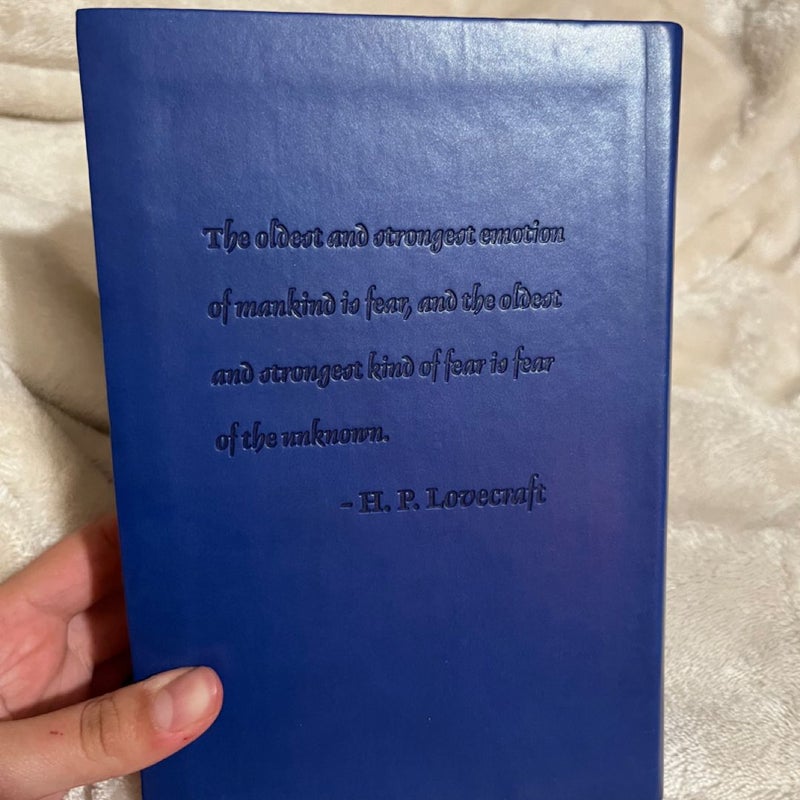 The oldest and strongest emotion
of mankind is fear, and the oldest
and strongest kind of fear is fear
of the unknown.
- H. P. Lovecraft